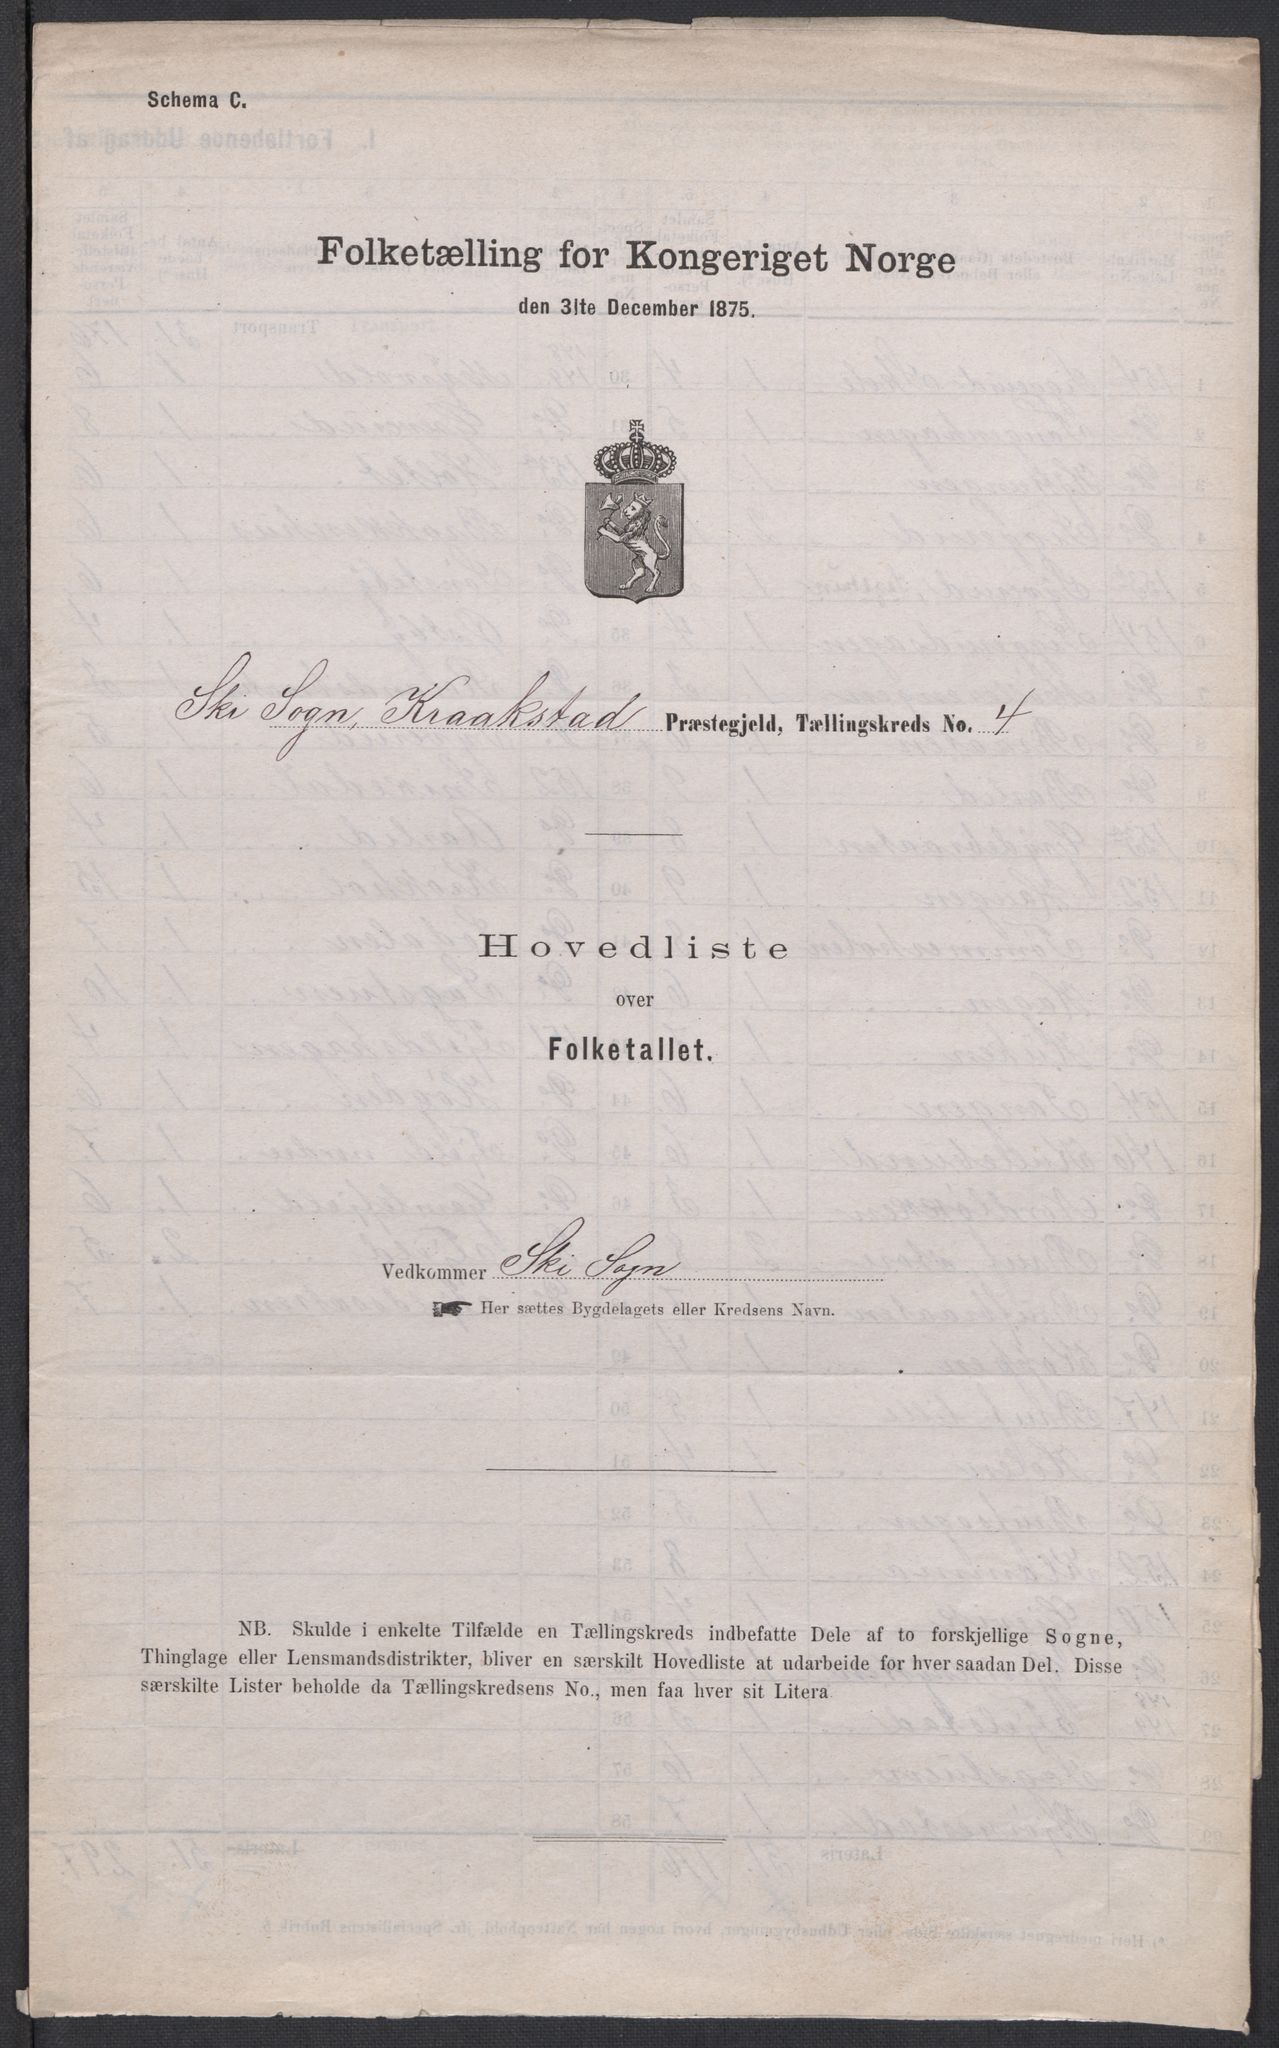 Schema C.
Folketælling for Kongeriget Norge
den 31te December 1875.
Ski Sogn, Kraakstad Præstegjeld, Tællingskreds No. 4
Hovedliste
over
Folketallet.
Vedkommer Ski Sogn
Her sættes Bygdelagets eller Kredsens Navn.
NB. Skulde i enkelte Tilfælde en Tællingskreds indbefatte Dele af to forskjellige Sogne,
Thinglage eller Lensmandsdistrikter, bliver en særskilt Hovedliste at udarbeide for hver saadan Del. Disse
særskilte Lister beholde da Tællingskredsens No., men faa hver sit Litera